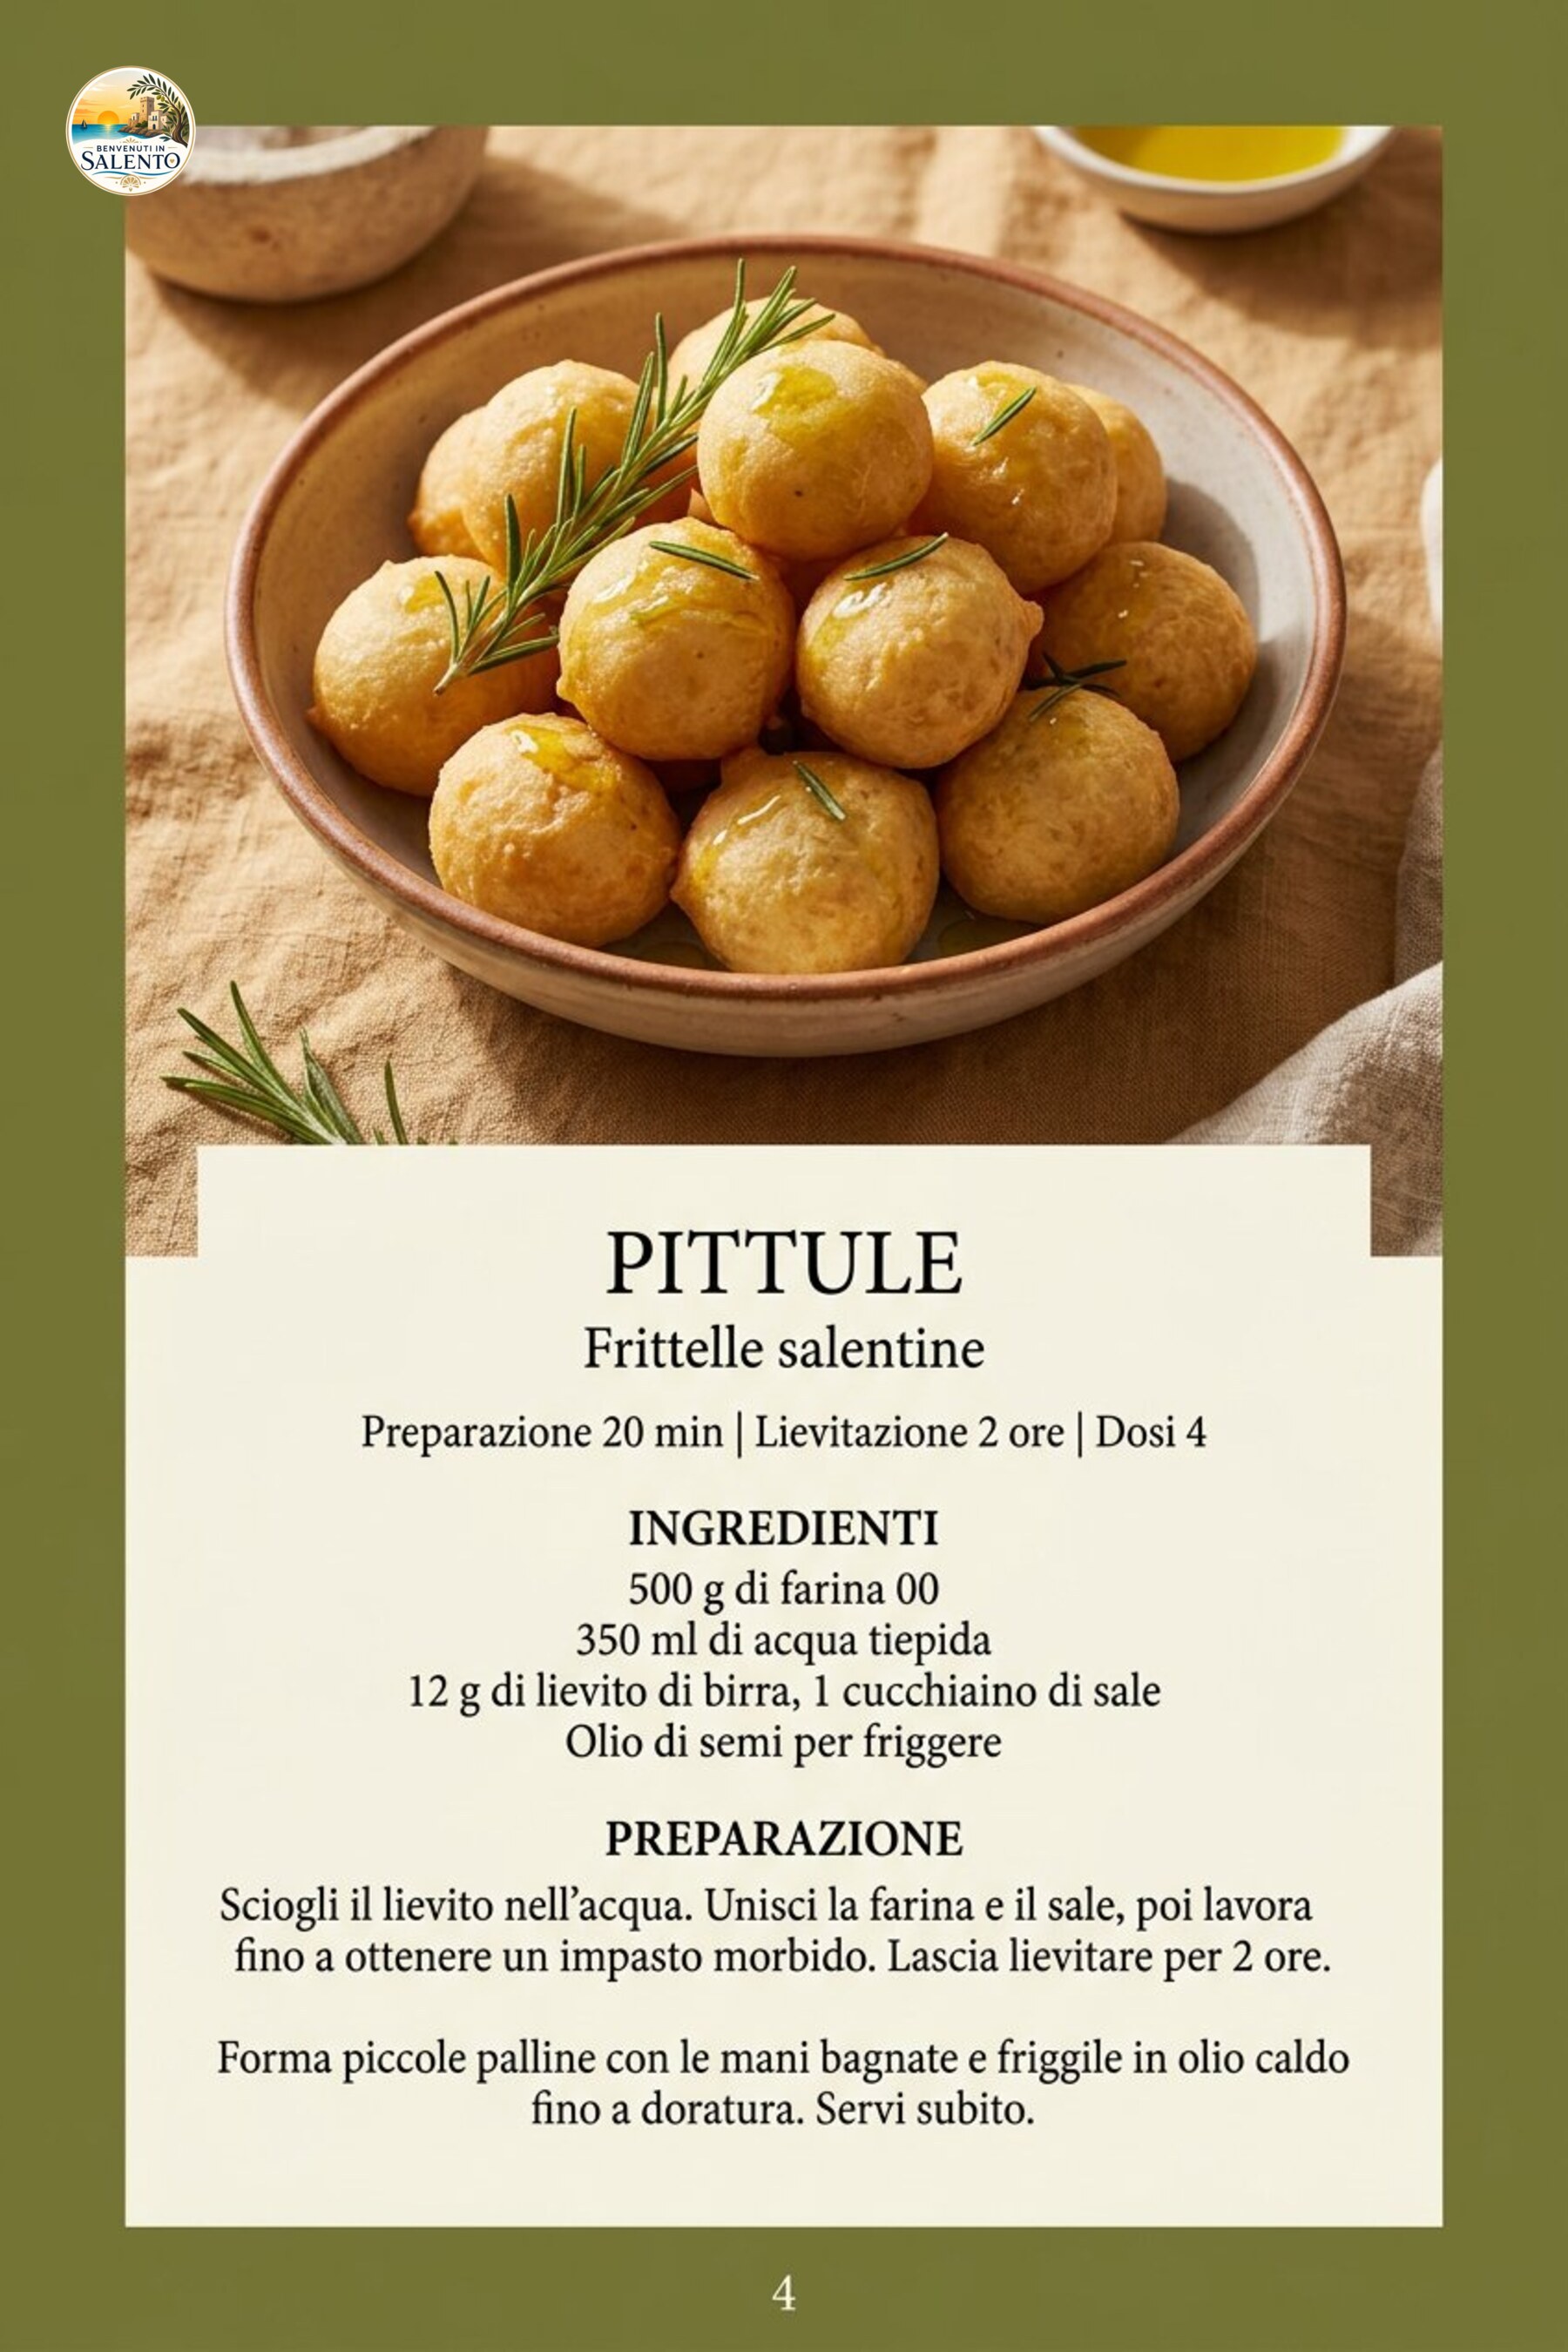 BENVENUTI IN
SALENTO
PITTULE
Frittelle salentine
Preparazione 20 min | Lievitazione 2 ore | Dosi 4
INGREDIENTI
500 g di farina 00
350 ml di acqua tiepida
12 g di lievito di birra, 1 cucchiaino di sale
Olio di semi per friggere
PREPARAZIONE
Sciogli il lievito nell’acqua. Unisci la farina e il sale, poi lavora
fino a ottenere un impasto morbido. Lascia lievitare per 2 ore.
Forma piccole palline con le mani bagnate e friggile in olio caldo
fino a doratura. Servi subito.
4